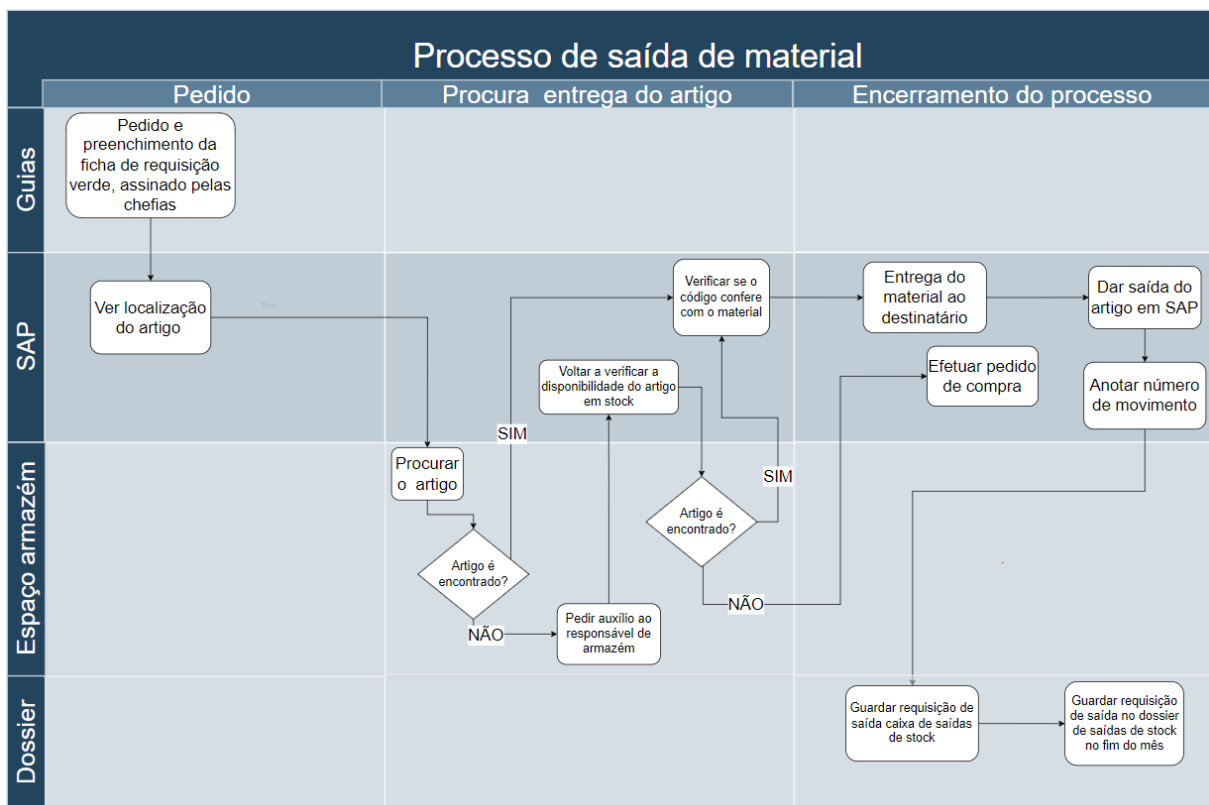 Processo de saída de material
Pedido
Procura entrega do artigo
Encerramento do processo
Guias
Pedido e
preenchimento da
ficha de requisição
verde, assinado pelas
chefias
SAP
Ver localização
do artigo
Verificar se o
código confere
com o material
Entrega do
material ao
destinatário
Dar saída do
artigo em SAP
Voltar a verificar a
disponibilidade do artigo
em stock
Efetuar pedido
de compra
Anotar número
de movimento
SIM
Espaço armazém
Procurar
o artigo
SIM
Artigo é
encontrado?
Artigo é
encontrado?
NÃO
NÃO
Pedir auxílio ao
responsável de
armazém
Dossier
Guardar requisição de
saída caixa de saídas
de stock
Guardar requisição
de saída no dossier
de saídas de stock
no fim do mês